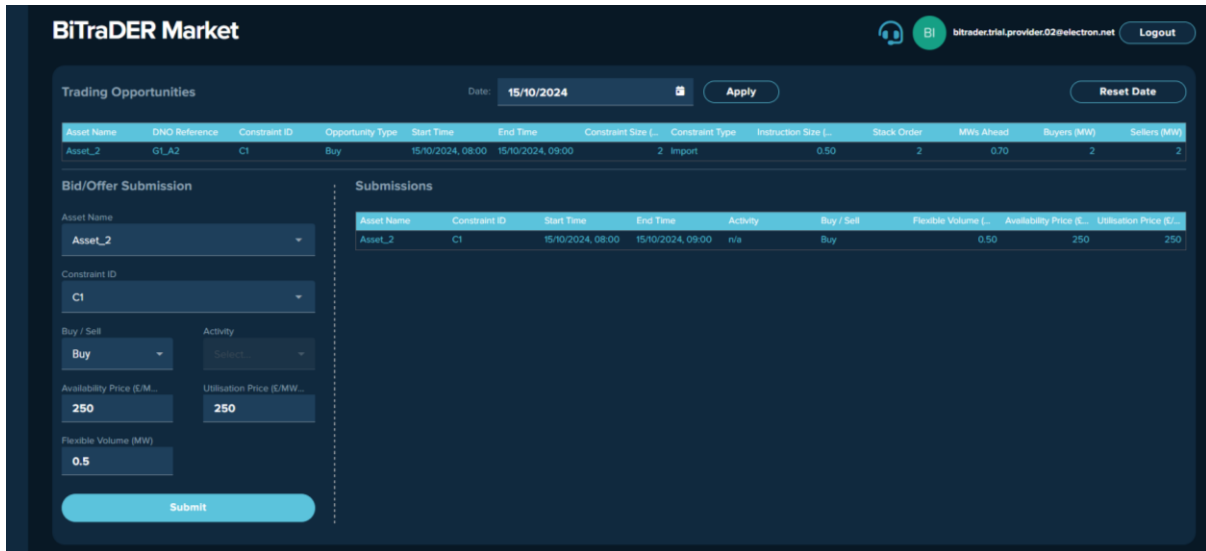 BiTraDER Market
BI bitrader.trial.provider.02@electron.net Logout
Trading Opportunities Date: 15/10/2024 Apply Reset Date
Asset Name DNO Reference Constraint ID Opportunity Type Start Time End Time Constraint Size (... Constraint Type Instruction Size (... Stack Order MWs Ahead Buyers (MW) Sellers (MW)
Asset_2 G1_A2 C1 Buy 15/10/2024, 08:00 15/10/2024, 09:00 2 Import 0.50 2 0.70 2 2
Bid/Offer Submission
Asset Name
Asset_2
Constraint ID
C1
Buy / Sell Activity
Buy Select...
Availability Price (£/M... Utilisation Price (£/MW...
250 250
Flexible Volume (MW)
0.5
Submit
Submissions
Asset Name Constraint ID Start Time End Time Activity Buy / Sell Flexible Volume (... Availability Price (£... Utilisation Price (£/...
Asset_2 C1 15/10/2024, 08:00 15/10/2024, 09:00 n/a Buy 0.50 250 250